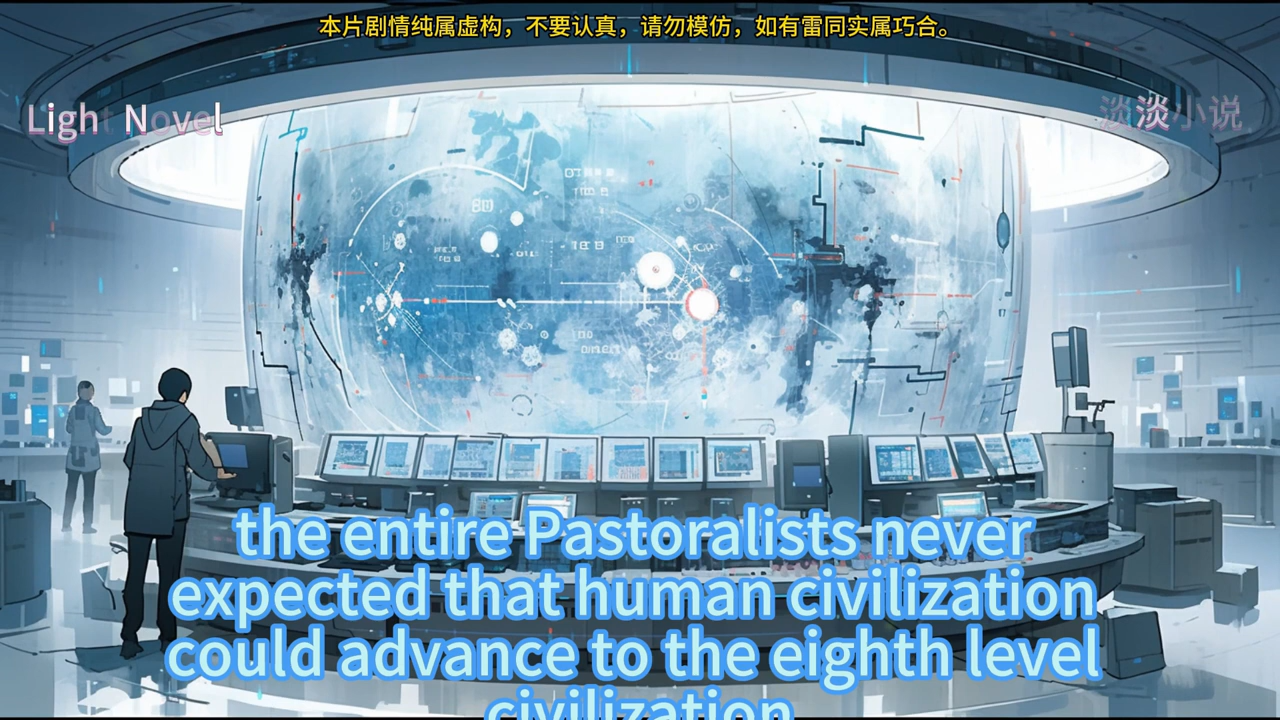 本片剧情纯属虚构，不要认真，请勿模仿，如有雷同实属巧合。
Light Novel
淡淡小说
the entire Pastoralists never
expected that human civilization
could advance to the eighth level
civilization